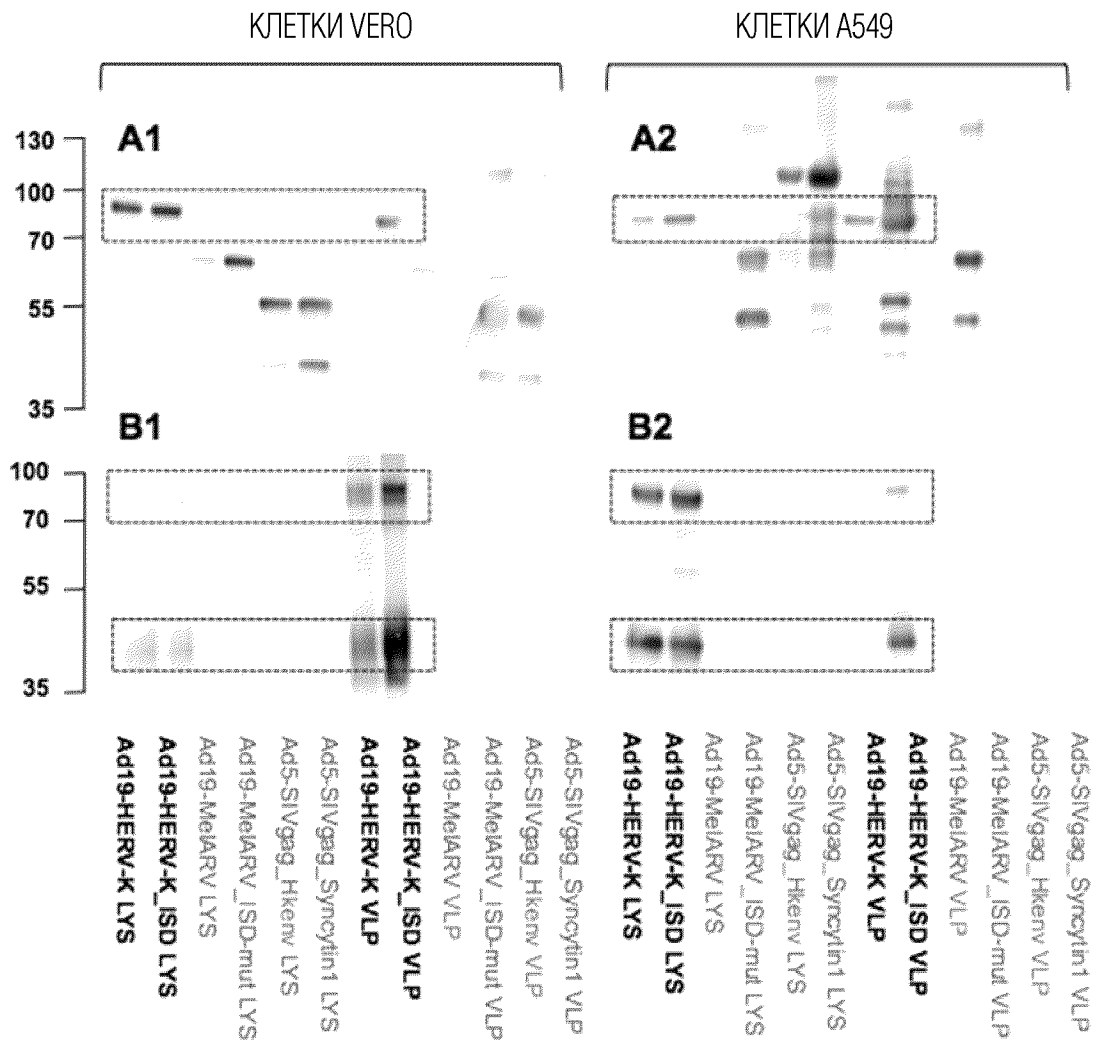 КЛЕТКИ VERO
КЛЕТКИ A549
130
100
70
55
35
A1
A2
B1
B2
100
70
55
35
Ad19-HERV-K LYS
Ad19-HERV-K_ISD LYS
Ad19-MelARV LYS
Ad19-MelARV_ISD-mut LYS
Ad5-SIVgag_Hkenv LYS
Ad5-SIVgag_Syncytin1 LYS
Ad19-HERV-K VLP
Ad19-HERV-K_ISD VLP
Ad19-MelARV VLP
Ad19-MelARV_ISD-mut VLP
Ad5-SIVgag_Hkenv VLP
Ad5-SIVgag_Syncytin1 VLP
Ad19-HERV-K LYS
Ad19-HERV-K_ISD LYS
Ad19-MelARV LYS
Ad19-MelARV_ISD-mut LYS
Ad5-SIVgag_Hkenv LYS
Ad5-SIVgag_Syncytin1 LYS
Ad19-HERV-K VLP
Ad19-HERV-K_ISD VLP
Ad19-MelARV VLP
Ad19-MelARV_ISD-mut VLP
Ad5-SIVgag_Hkenv VLP
Ad5-SIVgag_Syncytin1 VLP